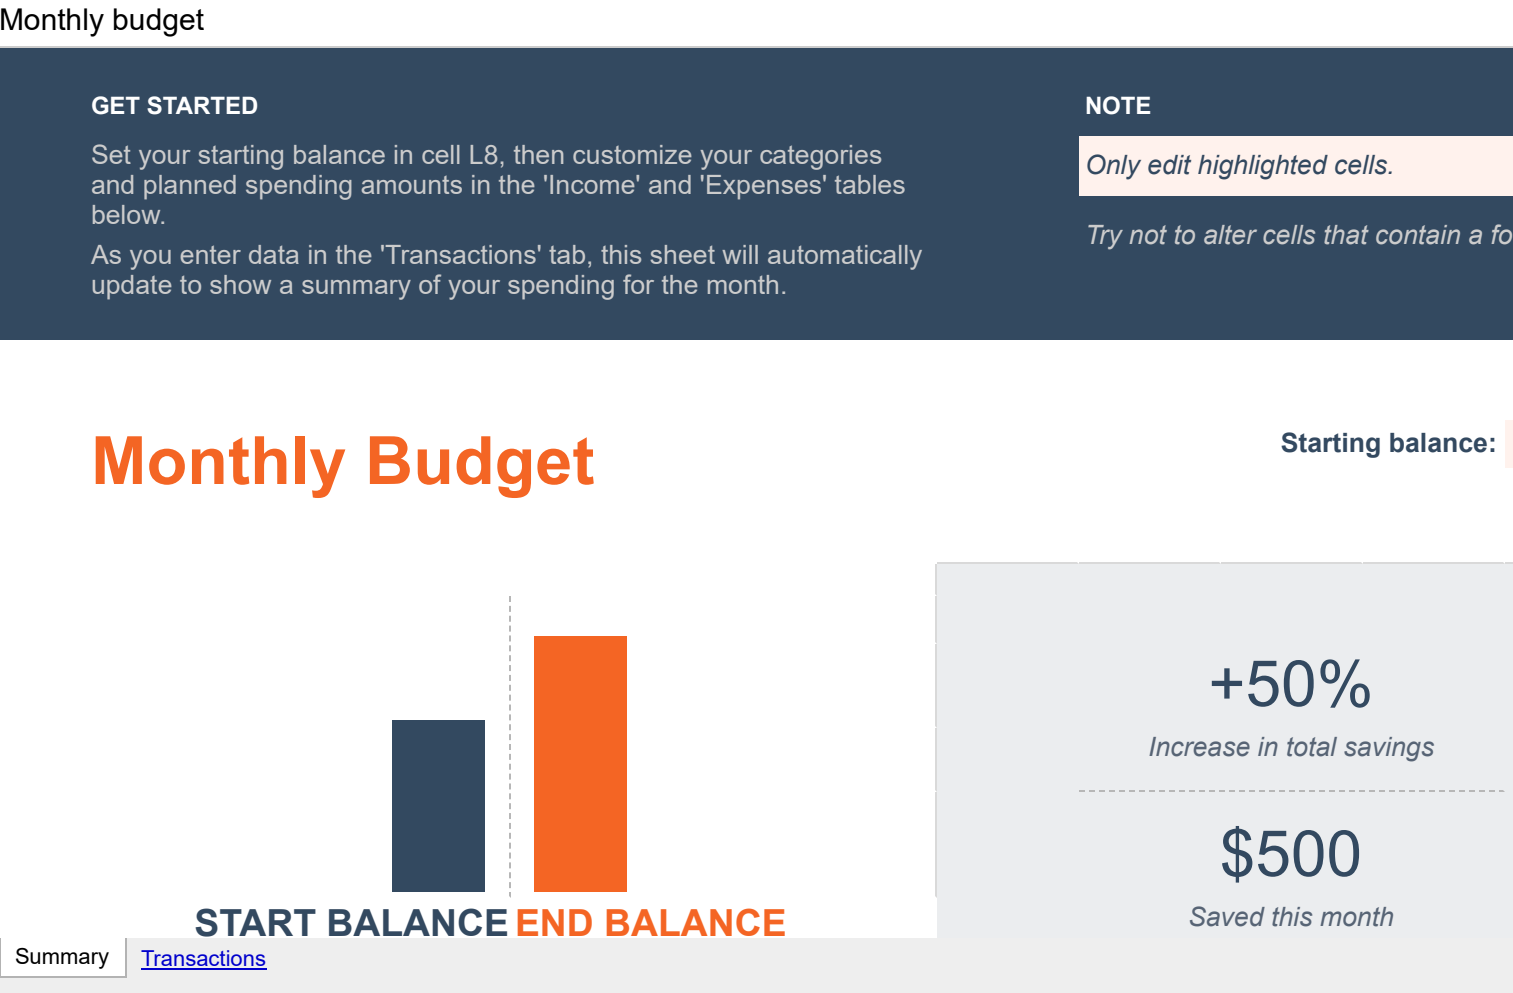 Monthly budget
GET STARTED
Set your starting balance in cell L8, then customize your categories
and planned spending amounts in the 'Income' and 'Expenses' tables
below.
As you enter data in the 'Transactions' tab, this sheet will automatically
update to show a summary of your spending for the month.
NOTE
Only edit highlighted cells.
Try not to alter cells that contain a fo
Monthly Budget
Starting balance:
START BALANCE END BALANCE
+50%
Increase in total savings
$500
Saved this month
Summary Transactions